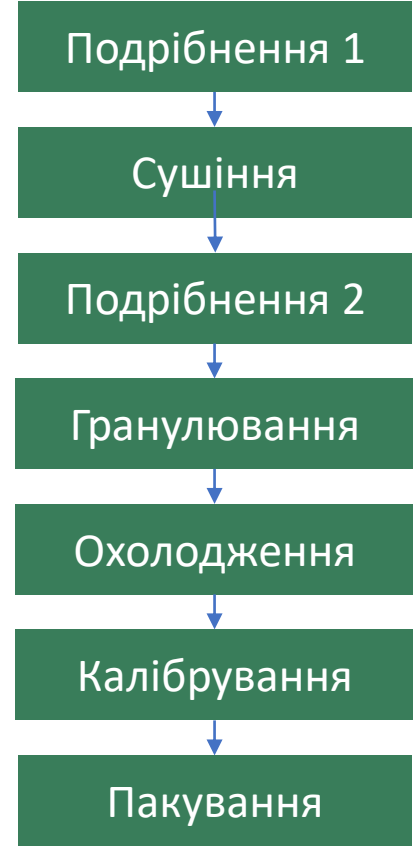 Подрібнення 1
Сушіння
Подрібнення 2
Гранулювання
Охолодження
Калібрування
Пакування